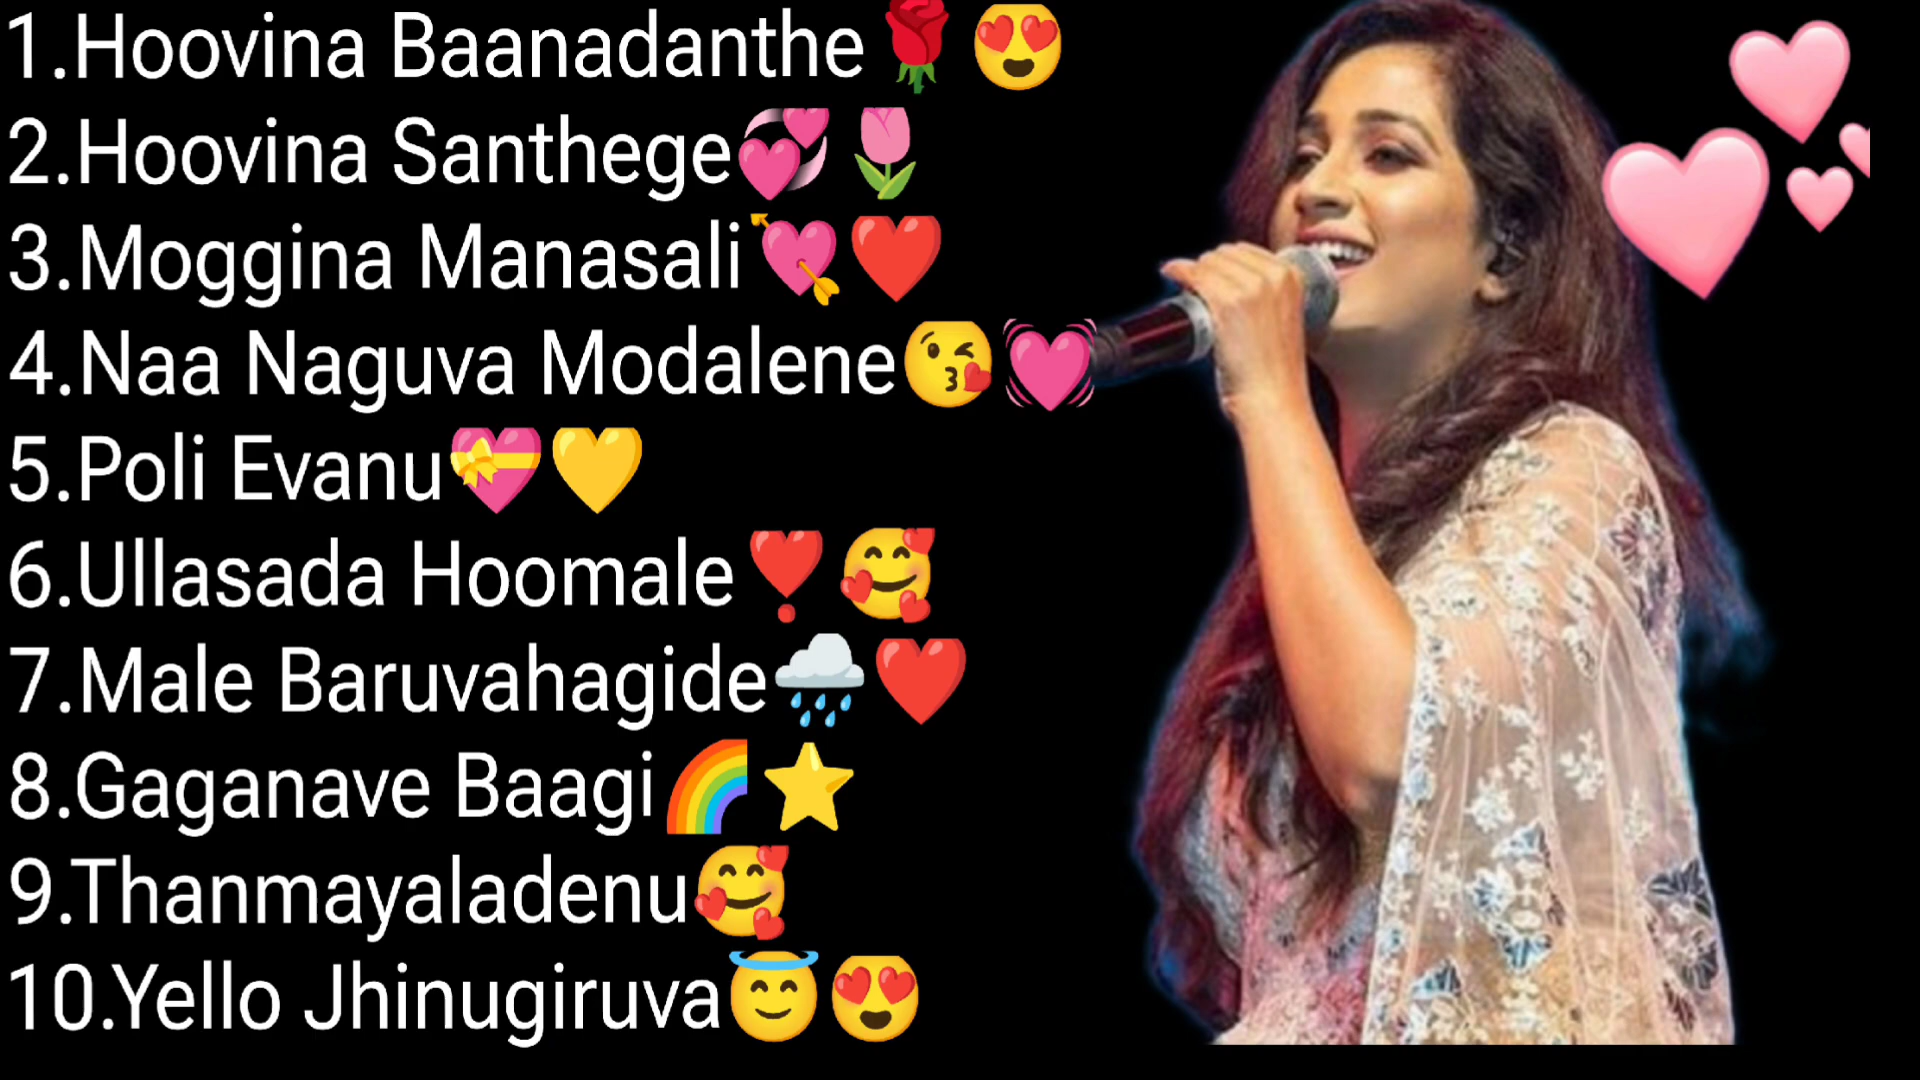 1.Hoovina Baanadanthe🌹😍
2.Hoovina Santhege💞🌷
3.Moggina Manasali💘❤️
4.Naa Naguva Modalene😘💓
5.Poli Evanu💝💛
6.Ullasada Hoomale❣️🥰
7.Male Baruvahagide🌧️❤️
8.Gaganave Baagi🌈⭐
9.Thanmayaladenu🥰
10.Yello Jhinugiruva😇😍